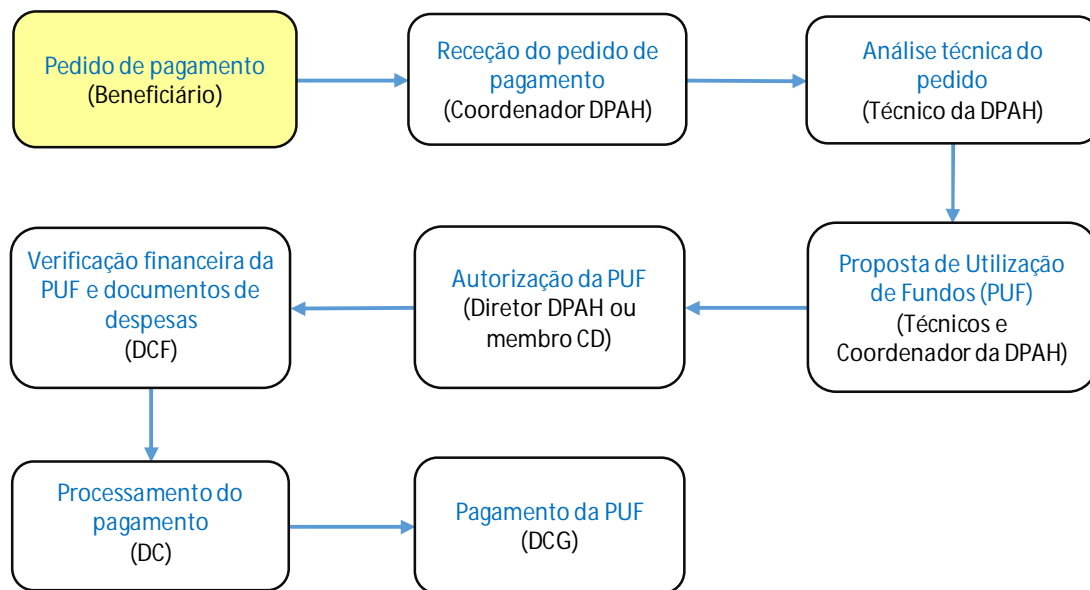 Pedido de pagamento
(Beneficiário)
Receção do pedido de
pagamento
(Coordenador DPAH)
Análise técnica do
pedido
(Técnico da DPAH)
Proposta de Utilização
de Fundos (PUF)
(Técnicos e
Coordenador da DPAH)
Autorização da PUF
(Diretor DPAH ou
membro CD)
Verificação financeira da
PUF e documentos de
despesas
(DCF)
Processamento do
pagamento
(DC)
Pagamento da PUF
(DCG)